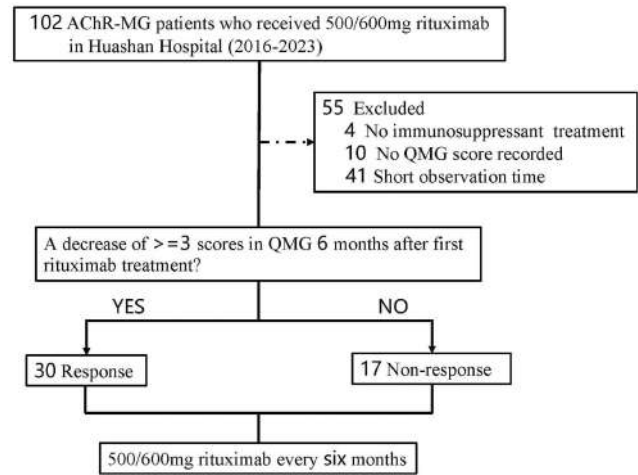 102 AChR-MG patients who received 500/600mg rituximab
in Huashan Hospital (2016-2023)
55 Excluded
4 No immunosuppressant treatment
10 No QMG score recorded
41 Short observation time
A decrease of >=3 scores in QMG 6 months after first
rituximab treatment?
YES
NO
30 Response
17 Non-response
500/600mg rituximab every six months